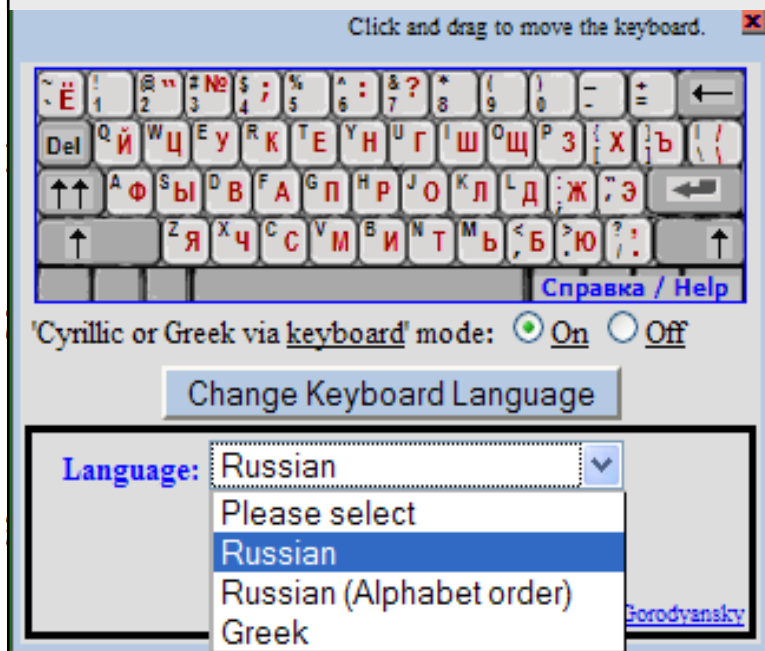 Click and drag to move the keyboard. x
~ ` Ё ! 1 @ " 2 # № 3 $ ; 4 % 5 ^ : 6 & ? 7 * 8 ( 9 ) 0 _ - + =
Del Q Й W Ц E У R К T Е Y Н U Г I Ш O Щ P З { [ Х } ] Ъ | \ / \
A Ф S Ы D В F А G П H Р J О K Л L Д : ; Ж " ' Э
Z Я X Ч C С V М B И N Т M Ь < , Б > . Ю ? / : .
Справка / Help
'Cyrillic or Greek via keyboard' mode: On Off
Change Keyboard Language
Language: Russian
Please select
Russian
Russian (Alphabet order)
Gorodyansky
Greek